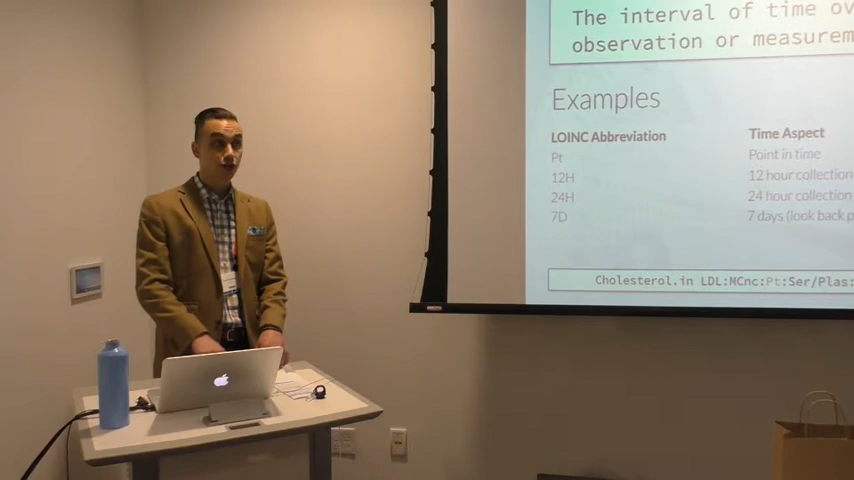 The interval of time
observation or measurem
Examples
LOINC Abbreviation Time Aspect
Pt Point in time
12H 12 hour collection
24H 24 hour collection
7D 7 days (look back p
Cholesterol.in LDL:MCnc:Pt:Ser/Plas: